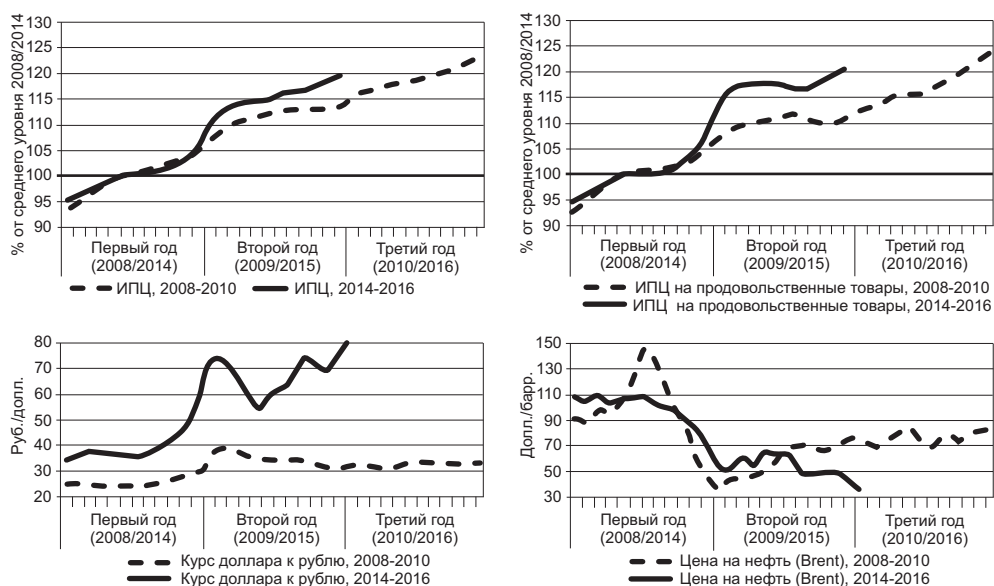 % от среднего уровня 2008/2014
130
125
120
115
110
105
100
95
90
Первый год
(2008/2014)
Второй год
(2009/2015)
Третий год
(2010/2016)
ИПЦ, 2008-2010
ИПЦ, 2014-2016
% от среднего уровня 2008/2014
130
125
120
115
110
105
100
95
90
Первый год
(2008/2014)
Второй год
(2009/2015)
Третий год
(2010/2016)
ИПЦ на продовольственные товары, 2008-2010
ИПЦ на продовольственные товары, 2014-2016
Руб./долл.
80
70
60
50
40
30
20
Первый год
(2008/2014)
Второй год
(2009/2015)
Третий год
(2010/2016)
Курс доллара к рублю, 2008-2010
Курс доллара к рублю, 2014-2016
Долл./барр.
150
130
110
90
70
50
30
Первый год
(2008/2014)
Второй год
(2009/2015)
Третий год
(2010/2016)
Цена на нефть (Brent), 2008-2010
Цена на нефть (Brent), 2014-2016